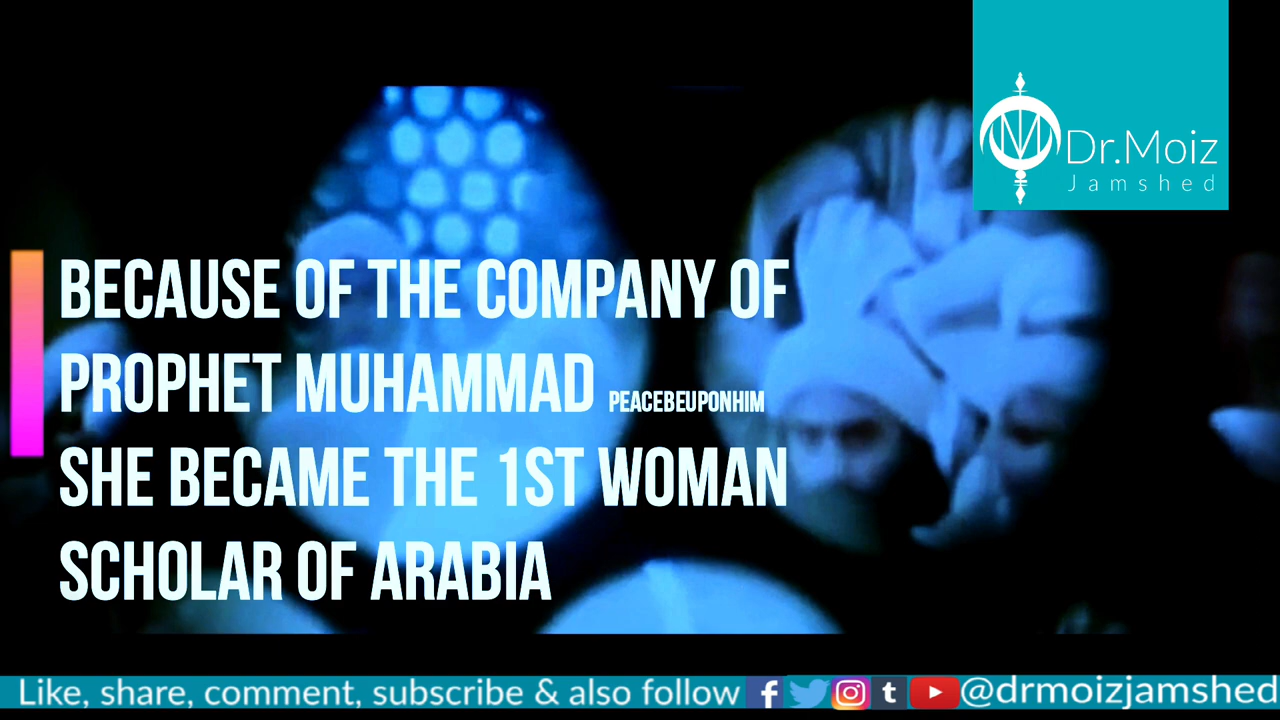 Dr.Moiz
Jamshed
BECAUSE OF THE COMPANY OF
PROPHET MUHAMMAD PEACEBEUPONHIM
SHE BECAME THE 1ST WOMAN
SCHOLAR OF ARABIA
Like, share, comment, subscribe & also follow @drmoizjamshed